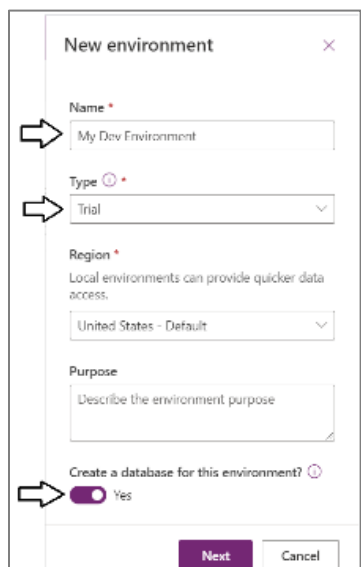 New environment
Name *
My Dev Environment
Type *
Trial
Region *
Local environments can provide quicker data
access.
United States - Default
Purpose
Describe the environment purpose
Create a database for this environment?
Yes
Next Cancel